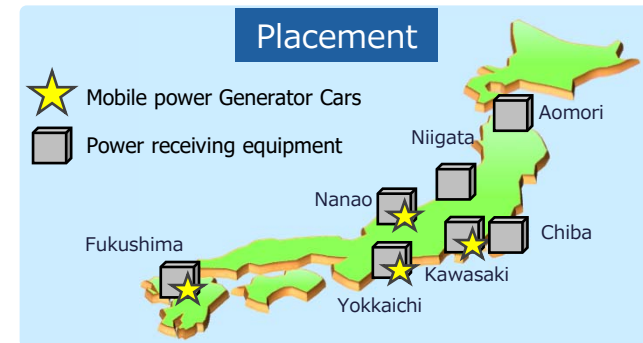 Placement
Mobile power Generator Cars
Power receiving equipment
Aomori
Niigata
Nanao
Chiba
Fukushima
Kawasaki
Yokkaichi